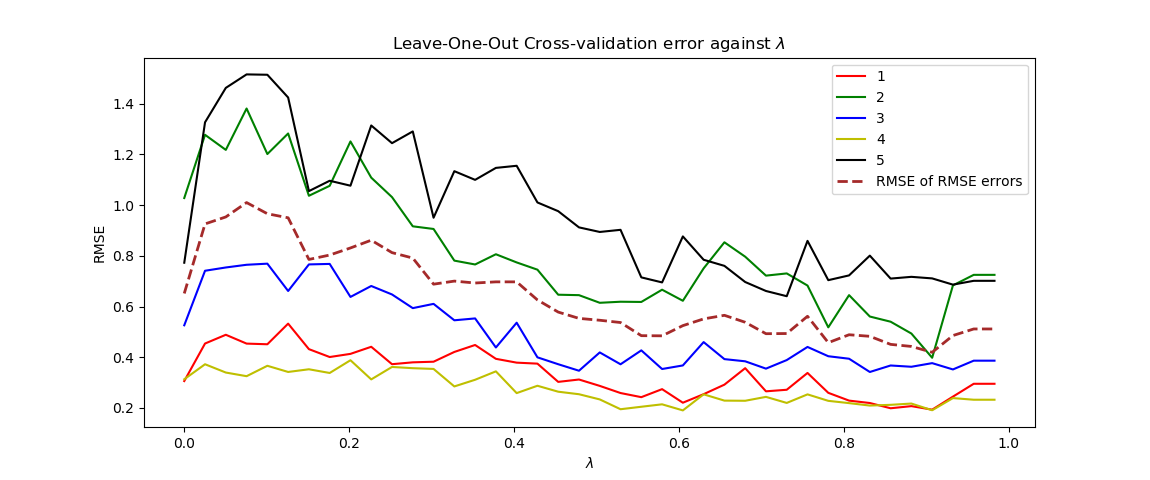 Leave-One-Out Cross-validation error against λ
1
2
3
4
5
RMSE of RMSE errors
RMSE
1.4
1.2
1.0
0.8
0.6
0.4
0.2
0.0 0.2 0.4 0.6 0.8 1.0
λ